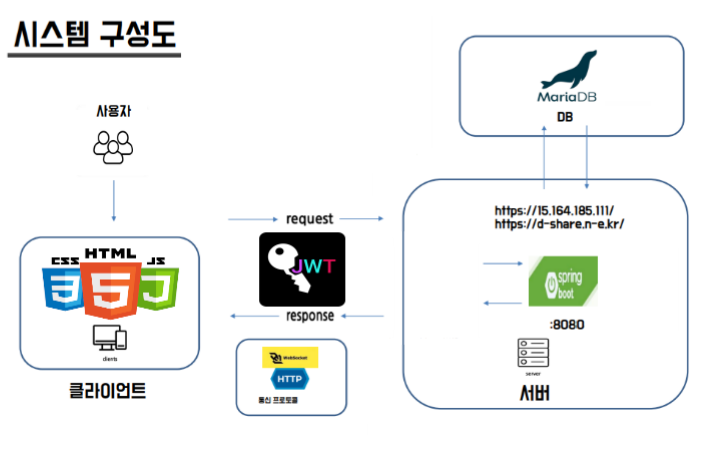 시스템 구성도
사용자
CSS HTML JS
3 5 J
clients
클라이언트
request
JWT
response
WebSocket
HTTP
통신 프로토콜
MariaDB
DB
https://15.164.185.111/
https://d-share.n-e.kr/
spring
boot
:8080
server
서버